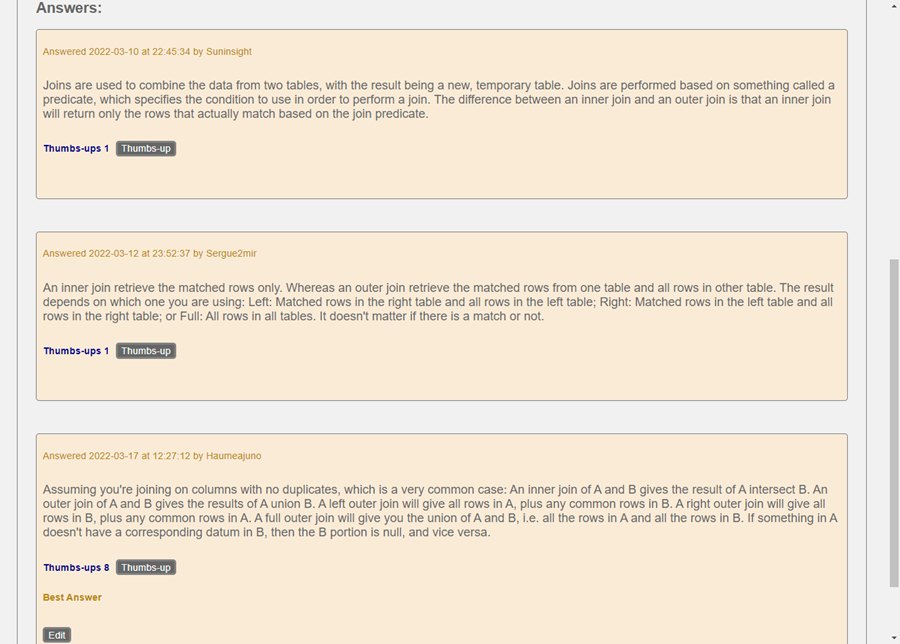 Answers:
Answered 2022-03-10 at 22:45:34 by Suninsight
Joins are used to combine the data from two tables, with the result being a new, temporary table. Joins are performed based on something called a
predicate, which specifies the condition to use in order to perform a join. The difference between an inner join and an outer join is that an inner join
will return only the rows that actually match based on the join predicate.
Thumbs-ups 1 Thumbs-up
Answered 2022-03-12 at 23:52:37 by Sergue2mir
An inner join retrieve the matched rows only. Whereas an outer join retrieve the matched rows from one table and all rows in other table. The result
depends on which one you are using: Left: Matched rows in the right table and all rows in the left table; Right: Matched rows in the left table and all
rows in the right table; or Full: All rows in all tables. It doesn't matter if there is a match or not.
Thumbs-ups 1 Thumbs-up
Answered 2022-03-17 at 12:27:12 by Haumeajuno
Assuming you're joining on columns with no duplicates, which is a very common case: An inner join of A and B gives the result of A intersect B. An
outer join of A and B gives the results of A union B. A left outer join will give all rows in A, plus any common rows in B. A right outer join will give all
rows in B, plus any common rows in A. A full outer join will give you the union of A and B, i.e. all the rows in A and all the rows in B. If something in A
doesn't have a corresponding datum in B, then the B portion is null, and vice versa.
Thumbs-ups 8 Thumbs-up
Best Answer
Edit